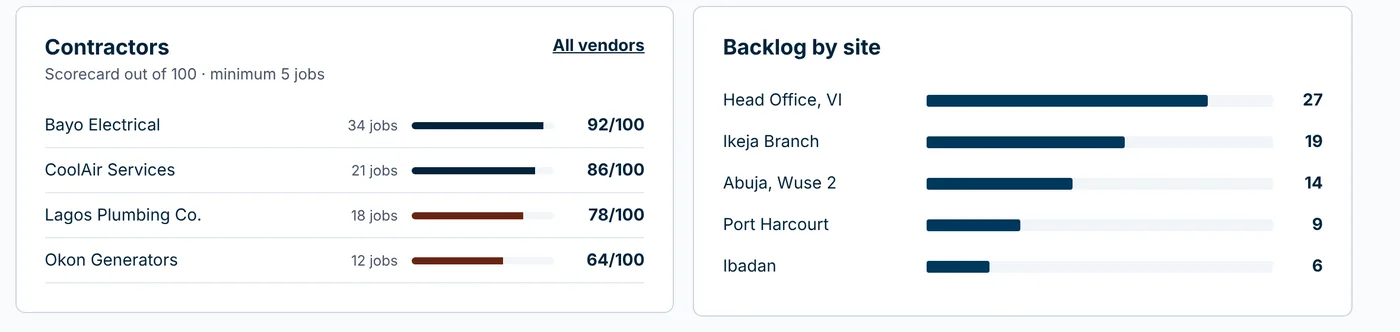 Contractors
All vendors
Scorecard out of 100 · minimum 5 jobs
Bayo Electrical 34 jobs 92/100
CoolAir Services 21 jobs 86/100
Lagos Plumbing Co. 18 jobs 78/100
Okon Generators 12 jobs 64/100
Backlog by site
Head Office, VI 27
Ikeja Branch 19
Abuja, Wuse 2 14
Port Harcourt 9
Ibadan 6